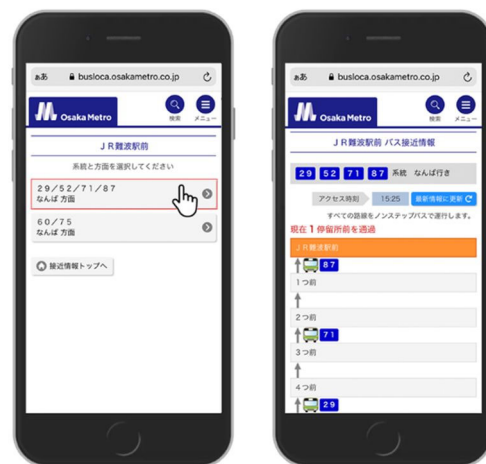 ああ busloca.osakametro.co.jp
Osaka Metro
検索 メニュー
JR難波駅前
系統と方面を選択してください
29/52/71/87
なんば 方面
60/75
なんば 方面
接近情報トップへ
ああ busloca.osakametro.co.jp
Osaka Metro
検索 メニュー
JR難波駅前 バス接近情報
29 52 71 87 系統 なんば行き
アクセス時刻 15:25 最新情報に更新
すべての路線をノンステップバスで運行します。
現在1停留所前を通過
JR難波駅前
87
1つ前
2つ前
71
3つ前
4つ前
29